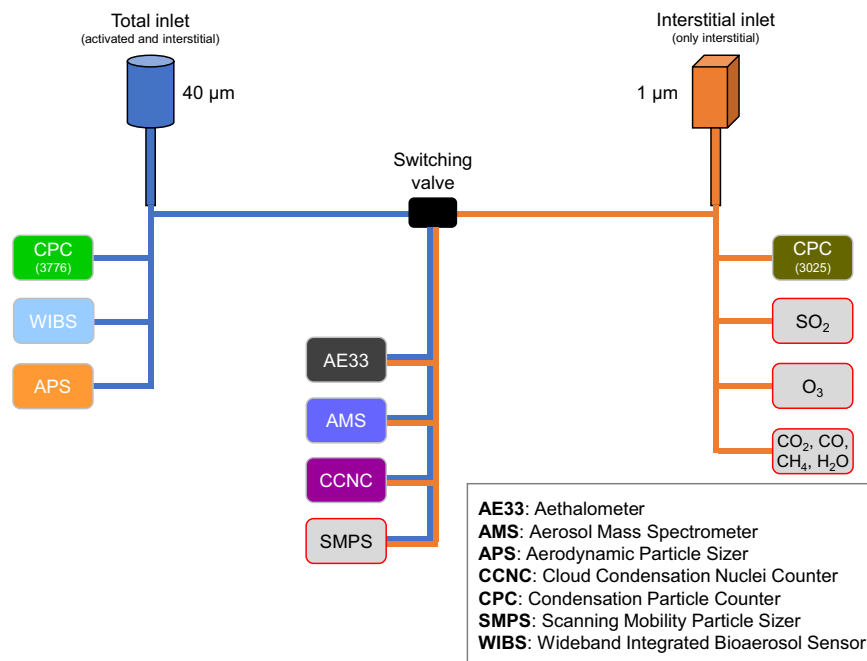 Total inlet
(activated and interstitial)
40 µm
Interstitial inlet
(only interstitial)
1 µm
Switching
valve
CPC
(3776)
WIBS
APS
AE33
AMS
CCNC
SMPS
CPC
(3025)
SO₂
O₃
CO₂, CO,
CH₄, H₂O
AE33: Aethalometer
AMS: Aerosol Mass Spectrometer
APS: Aerodynamic Particle Sizer
CCNC: Cloud Condensation Nuclei Counter
CPC: Condensation Particle Counter
SMPS: Scanning Mobility Particle Sizer
WIBS: Wideband Integrated Bioaerosol Sensor